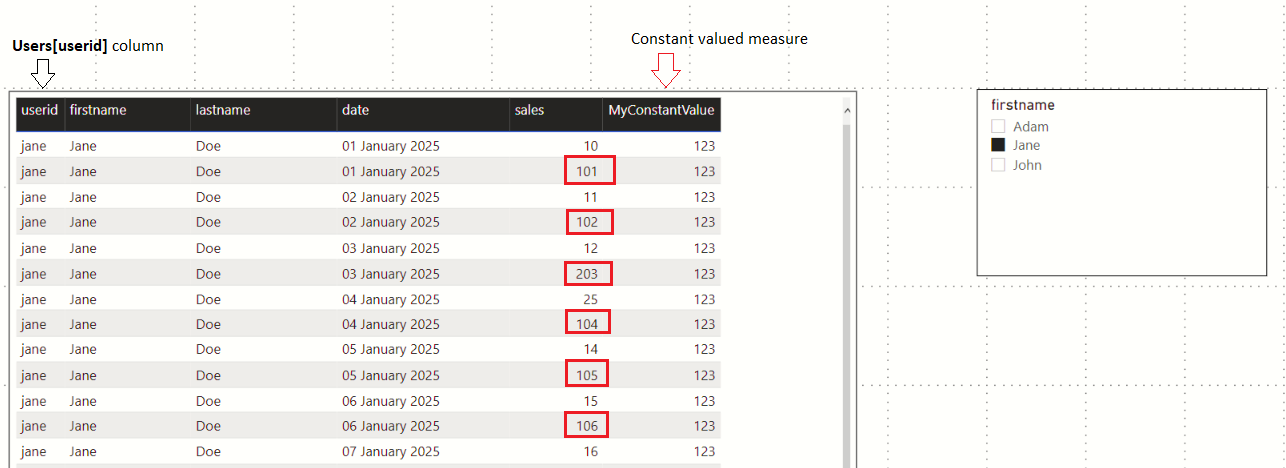 Users[userid] column
Constant valued measure
userid firstname lastname date sales MyConstantValue
jane Jane Doe 01 January 2025 10 123
jane Jane Doe 01 January 2025 101 123
jane Jane Doe 02 January 2025 11 123
jane Jane Doe 02 January 2025 102 123
jane Jane Doe 03 January 2025 12 123
jane Jane Doe 03 January 2025 203 123
jane Jane Doe 04 January 2025 25 123
jane Jane Doe 04 January 2025 104 123
jane Jane Doe 05 January 2025 14 123
jane Jane Doe 05 January 2025 105 123
jane Jane Doe 06 January 2025 15 123
jane Jane Doe 06 January 2025 106 123
jane Jane Doe 07 January 2025 16 123
firstname
Adam
Jane
John